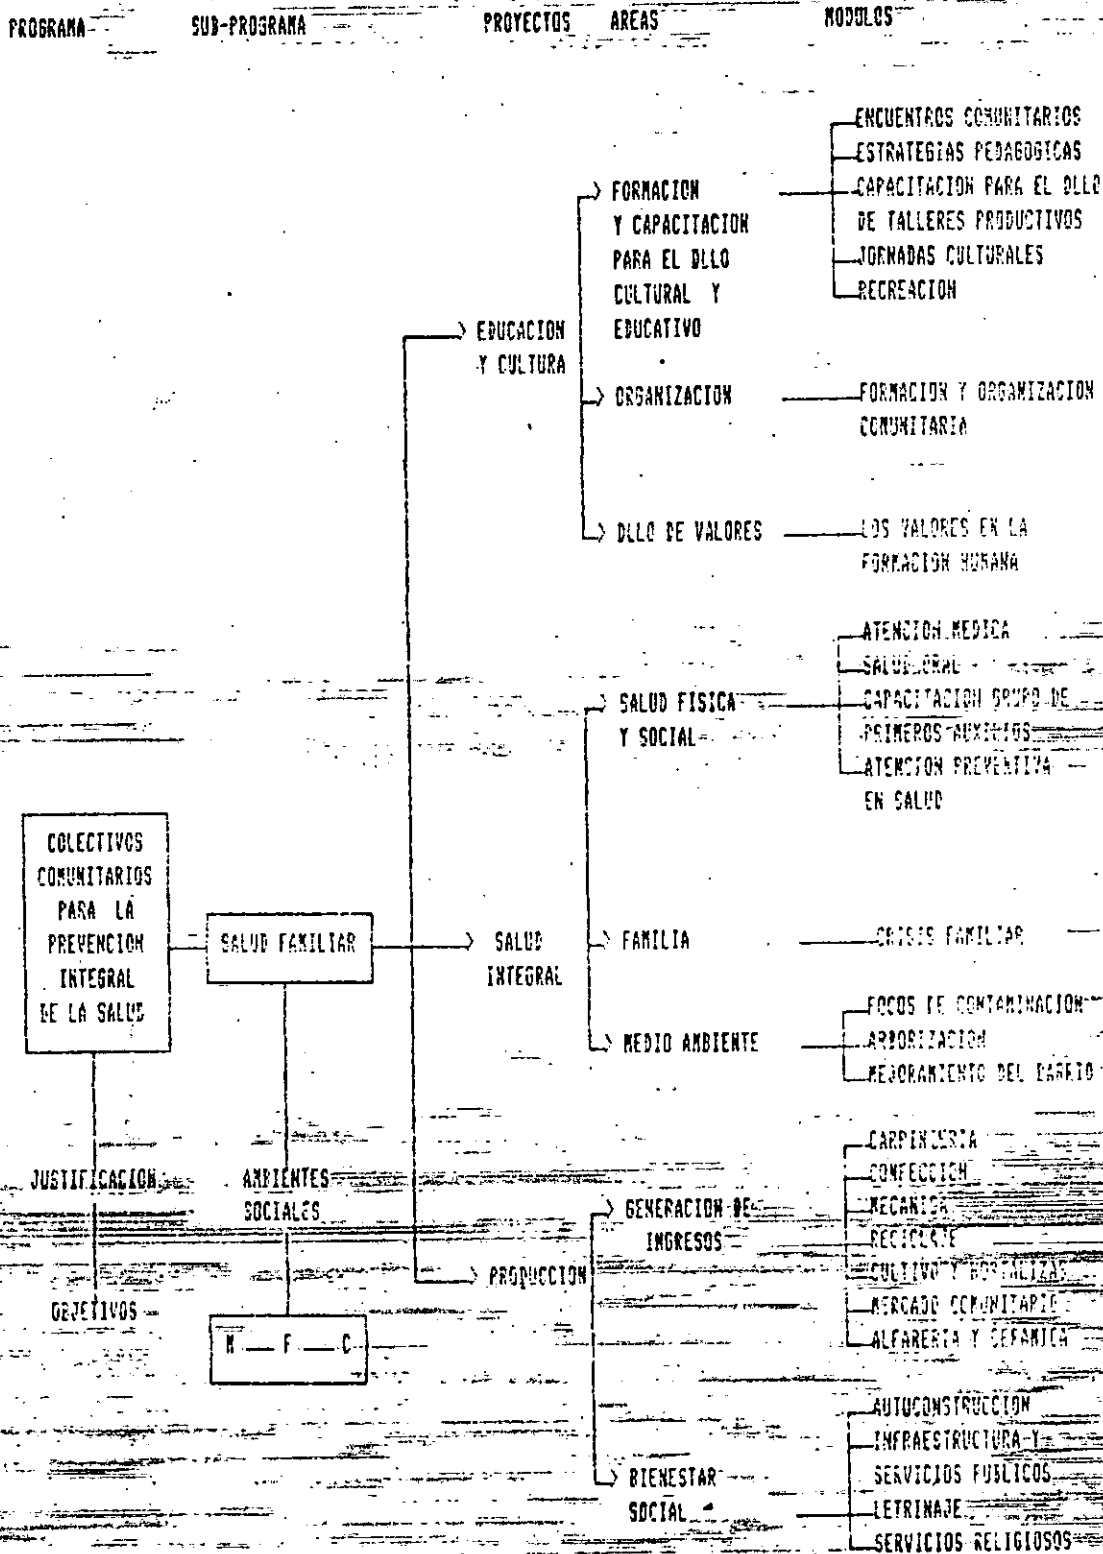 PROGRAMA SUB-PROGRAMA PROYECTOS AREAS MODULOS
ENCUENTROS COMUNITARIOS
ESTRATEGIAS PEDAGOGICAS
CAPACITACION PARA EL DLLO
DE TALLERES PRODUCTIVOS
JORNADAS CULTURALES
RECREACION
FORMACION
Y CAPACITACION
PARA EL DLLO
CULTURAL Y
EDUCATIVO
EDUCACION
Y CULTURA
ORGANIZACION
FORMACION Y ORGANIZACION
COMUNITARIA
DLLO DE VALORES
LOS VALORES EN LA
FORMACION HUMANA
ATENCION MEDICA
SALUD ORAL
CAPACITACION GRUPO DE
PRIMEROS AUXILIOS
ATENCION PREVENTIVA
EN SALUD
SALUD FISICA
Y SOCIAL
COLECTIVOS
COMUNITARIOS
PARA LA
PREVENCION
INTEGRAL
DE LA SALUD
SALUD FAMILIAR
SALUD
INTEGRAL
FAMILIA
CRISIS FAMILIAR
MEDIO AMBIENTE
FOCOS DE CONTAMINACION
ARBORIZACION
MEJORAMIENTO DEL BARRIO
JUSTIFICACION
OBJETIVOS
AMBIENTES
SOCIALES
M F C
PRODUCCION
GENERACION DE
INGRESOS
CARPINTERIA
CONFECCION
MECANICA
RECICLAJE
CULTIVO Y HORTALIZAS
MERCADO COMUNITARIO
ALFARERIA Y CERAMICA
BIENESTAR
SOCIAL
AUTOCONSTRUCCION
INFRAESTRUCTURA Y
SERVICIOS PUBLICOS
LETRINAJE
SERVICIOS RELIGIOSOS